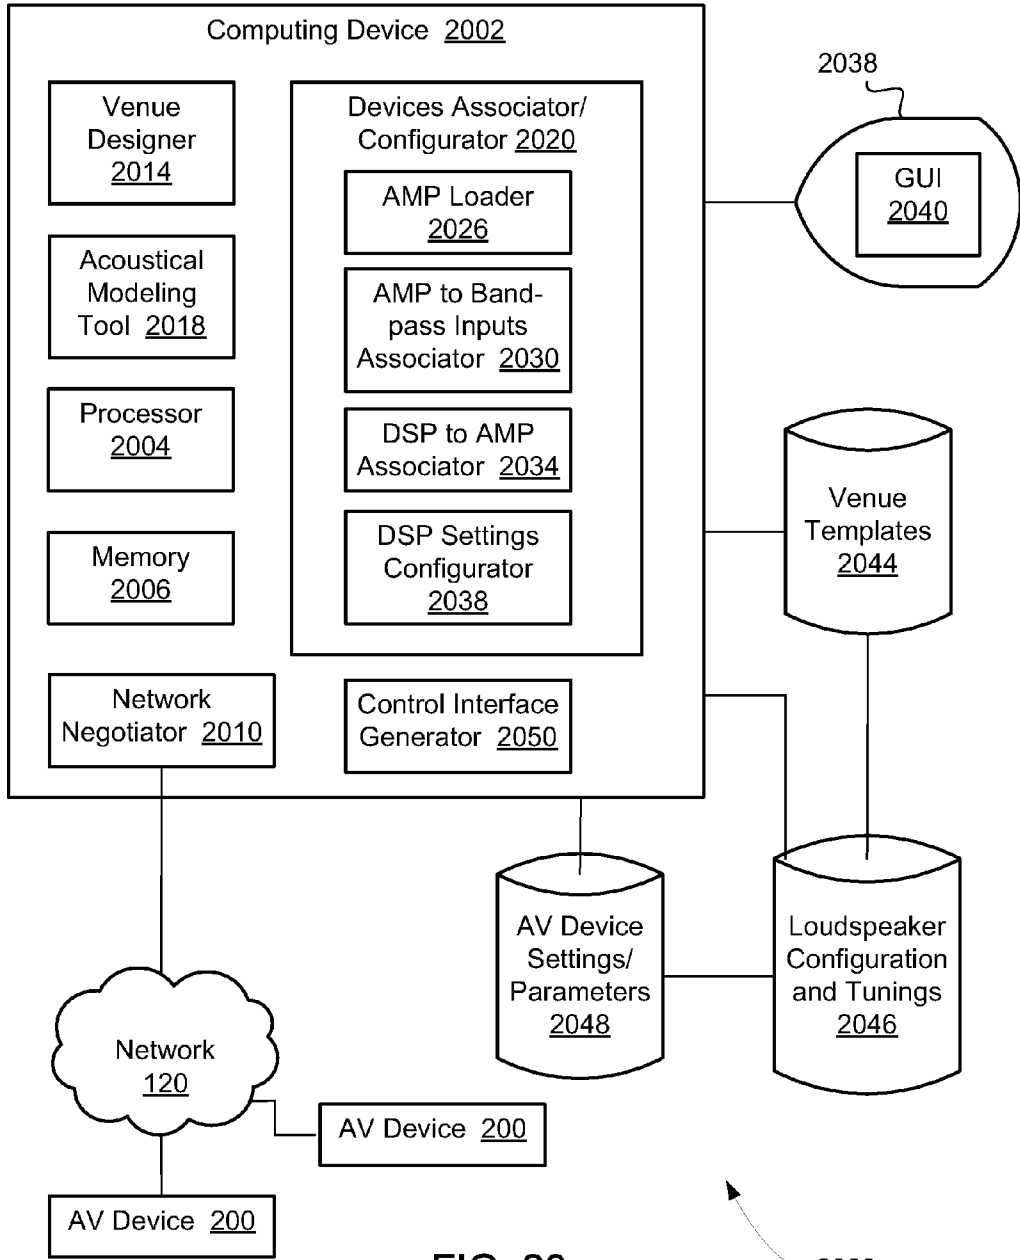 Computing Device 2002
Venue
Designer
2014
Acoustical
Modeling
Tool 2018
Processor
2004
Memory
2006
Network
Negotiator 2010
Devices Associator/
Configurator 2020
AMP Loader
2026
AMP to Band-
pass Inputs
Associator 2030
DSP to AMP
Associator 2034
DSP Settings
Configurator
2038
Control Interface
Generator 2050
2038
GUI
2040
Venue
Templates
2044
AV Device
Settings/
Parameters
2048
Loudspeaker
Configuration
and Tunings
2046
Network
120
AV Device 200
AV Device 200